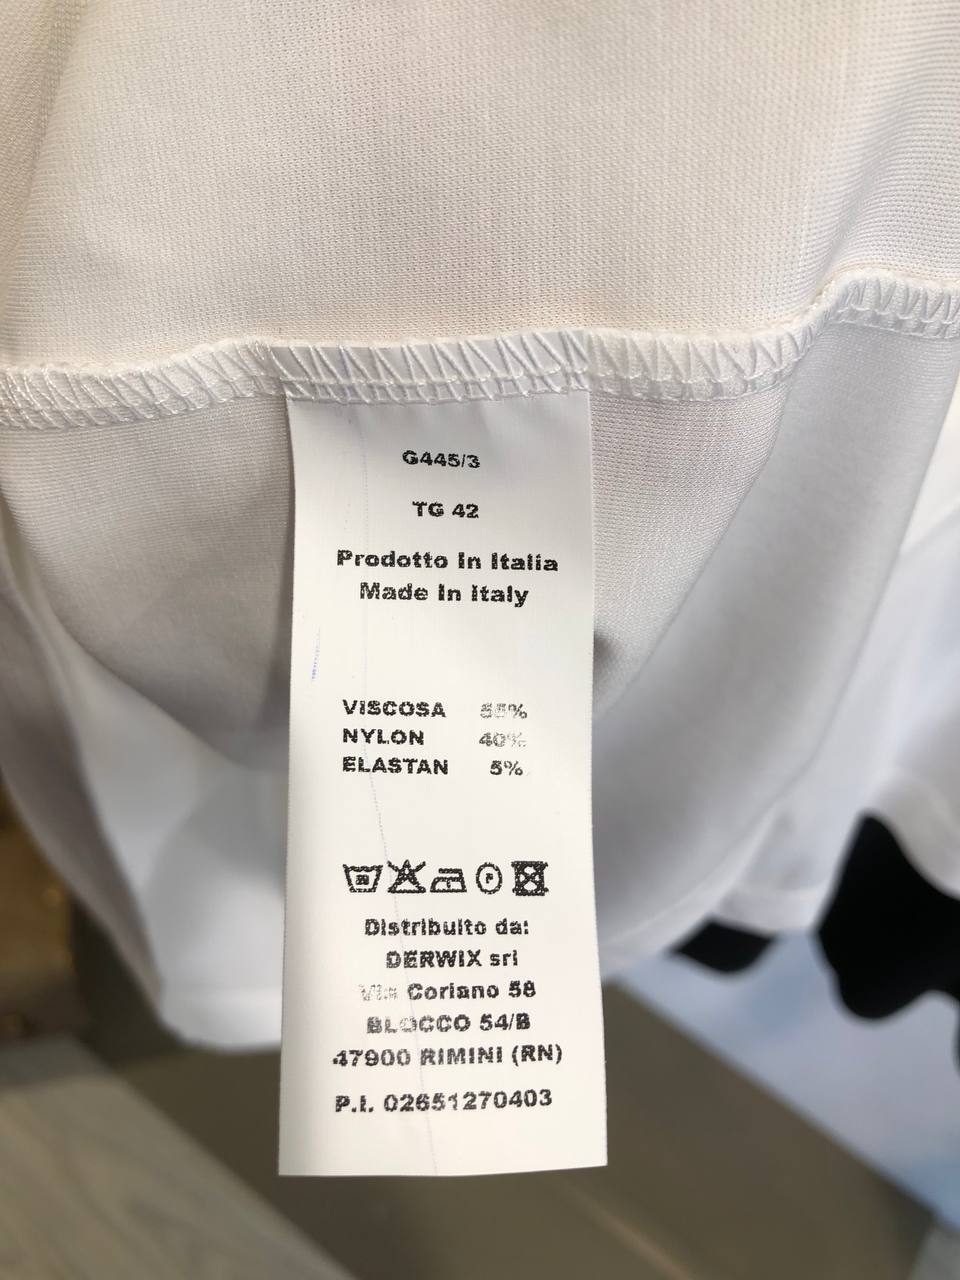 G445/3
TG 42
Prodotto In Italia
Made In Italy
VISCOSA 55%
NYLON 40%
ELASTAN 5%
P
Distribuito da:
DERWIX srl
Via Coriano 58
BLOCCO 54/B
47900 RIMINI (RN)
P.I. 02651270403